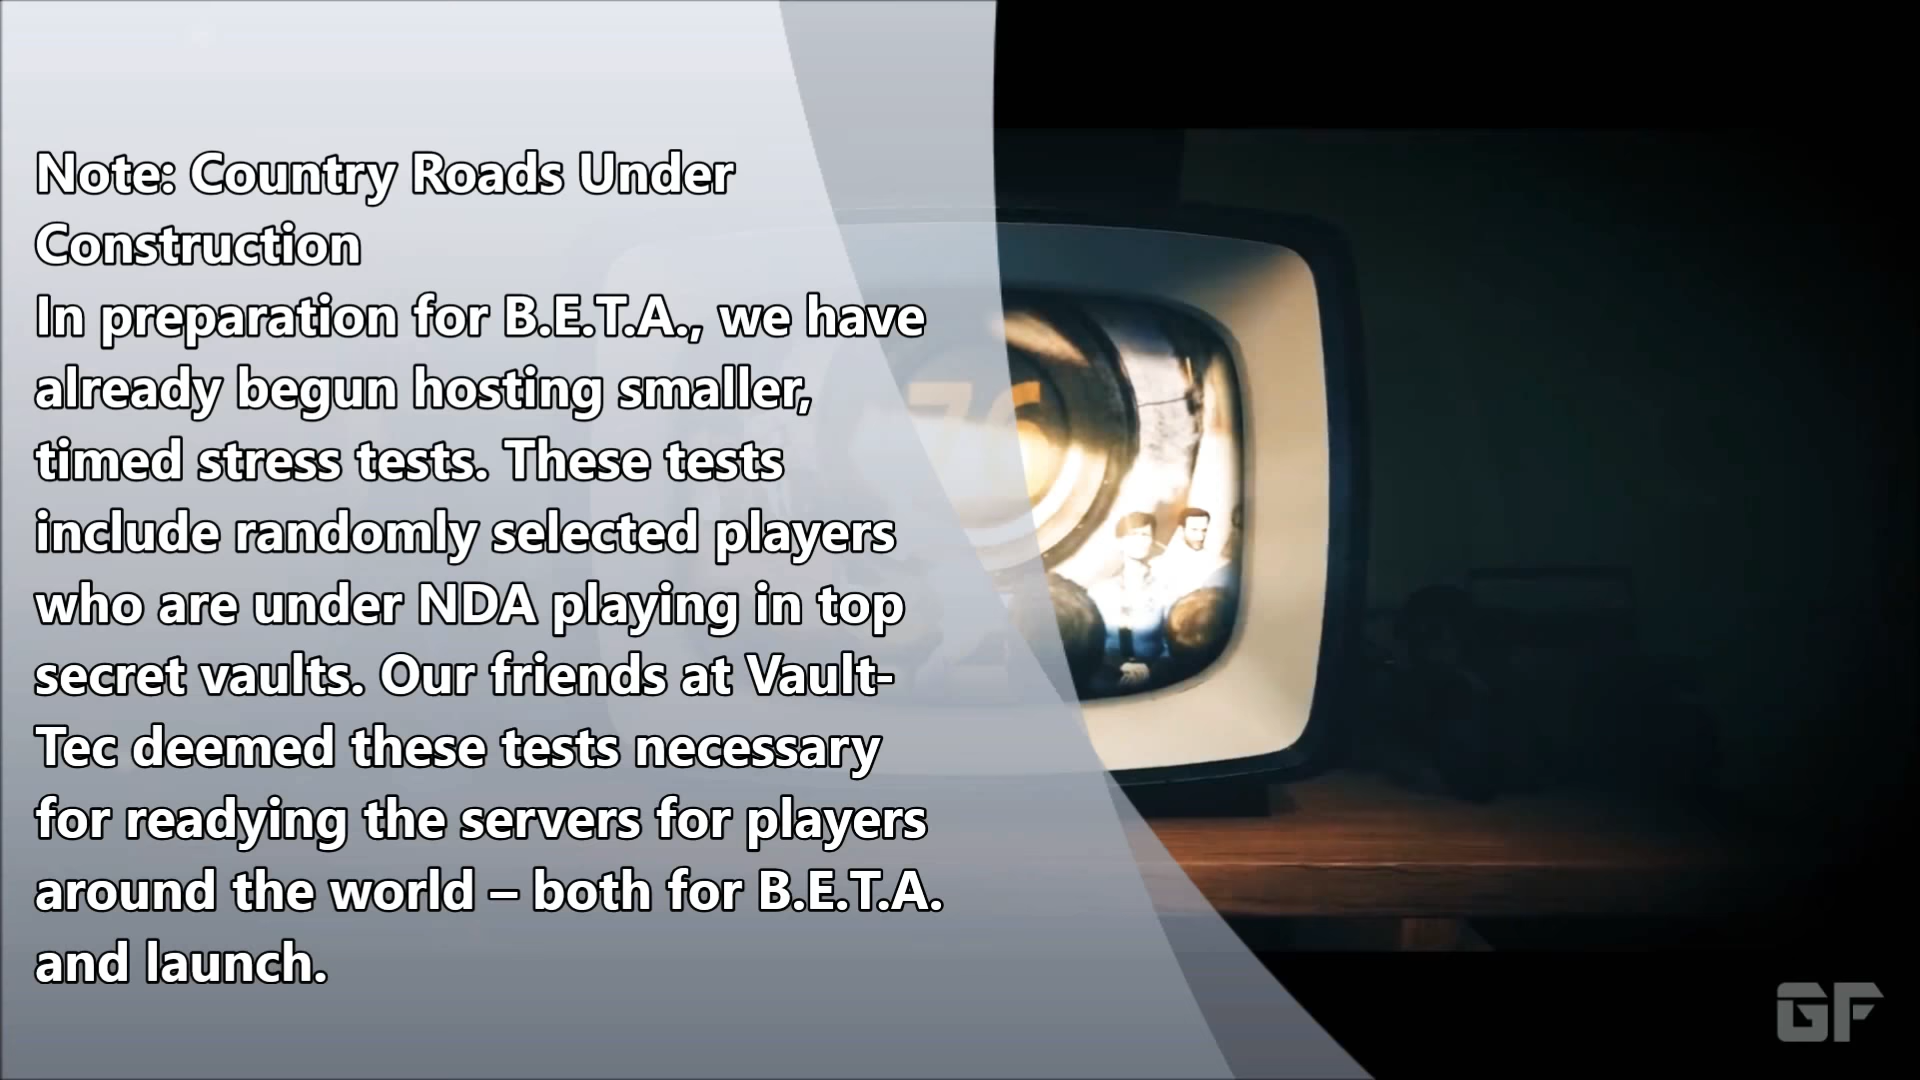 Note: Country Roads Under
Construction
In preparation for B.E.T.A., we have
already begun hosting smaller,
timed stress tests. These tests
include randomly selected players
who are under NDA playing in top
secret vaults. Our friends at Vault-
Tec deemed these tests necessary
for readying the servers for players
around the world – both for B.E.T.A.
and launch.
76
GF